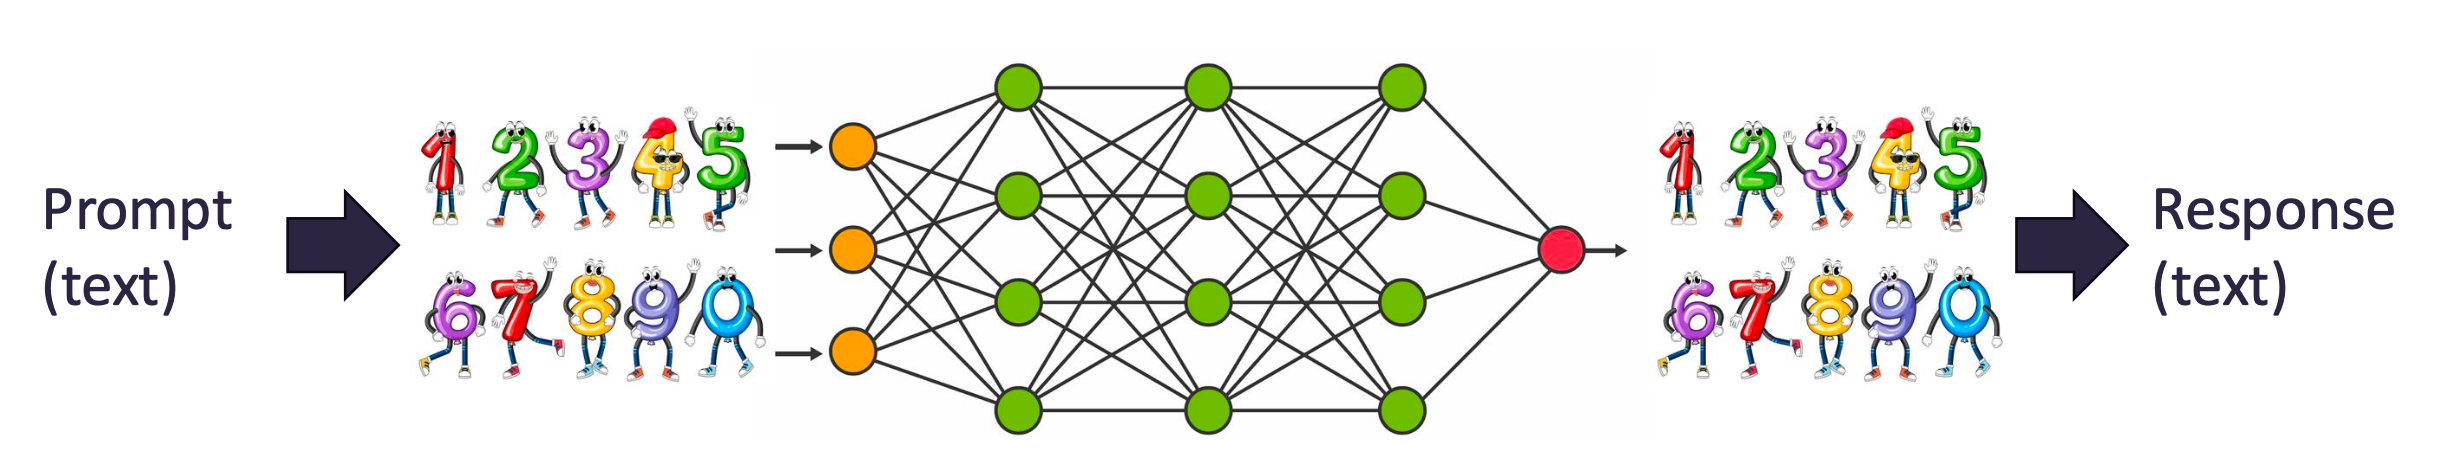 Prompt
(text)
1 2 3 4 5
6 7 8 9 0
1 2 3 4 5
6 7 8 9 0
Response
(text)